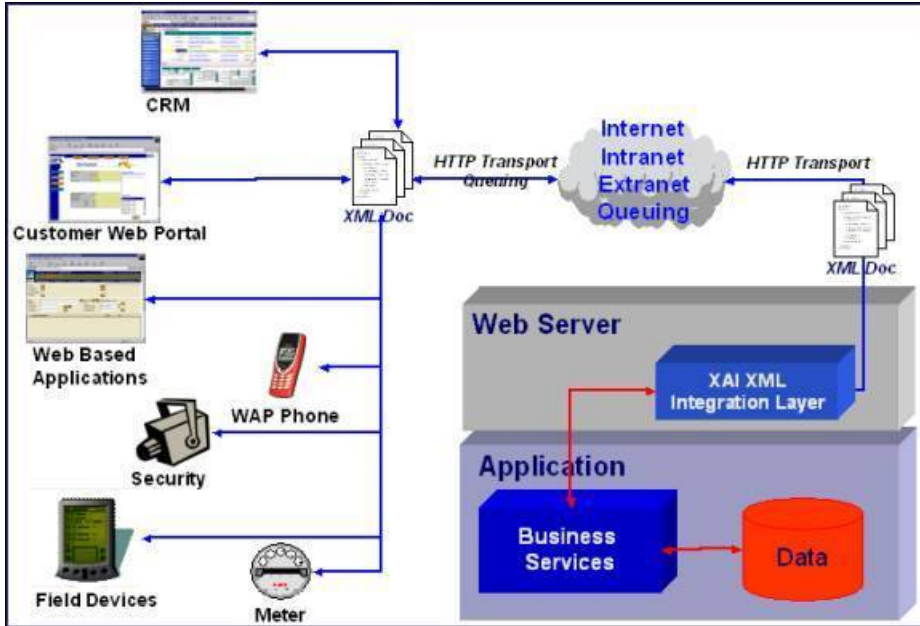 CRM
Internet
Intranet
Extranet
Queuing
HTTP Transport
Queuing
HTTP Transport
XML Doc
Customer Web Portal
XML Doc
Web Server
Web Based
Applications
XAI XML
Integration Layer
WAP Phone
Security
Application
Business
Services
Data
Field Devices
Meter